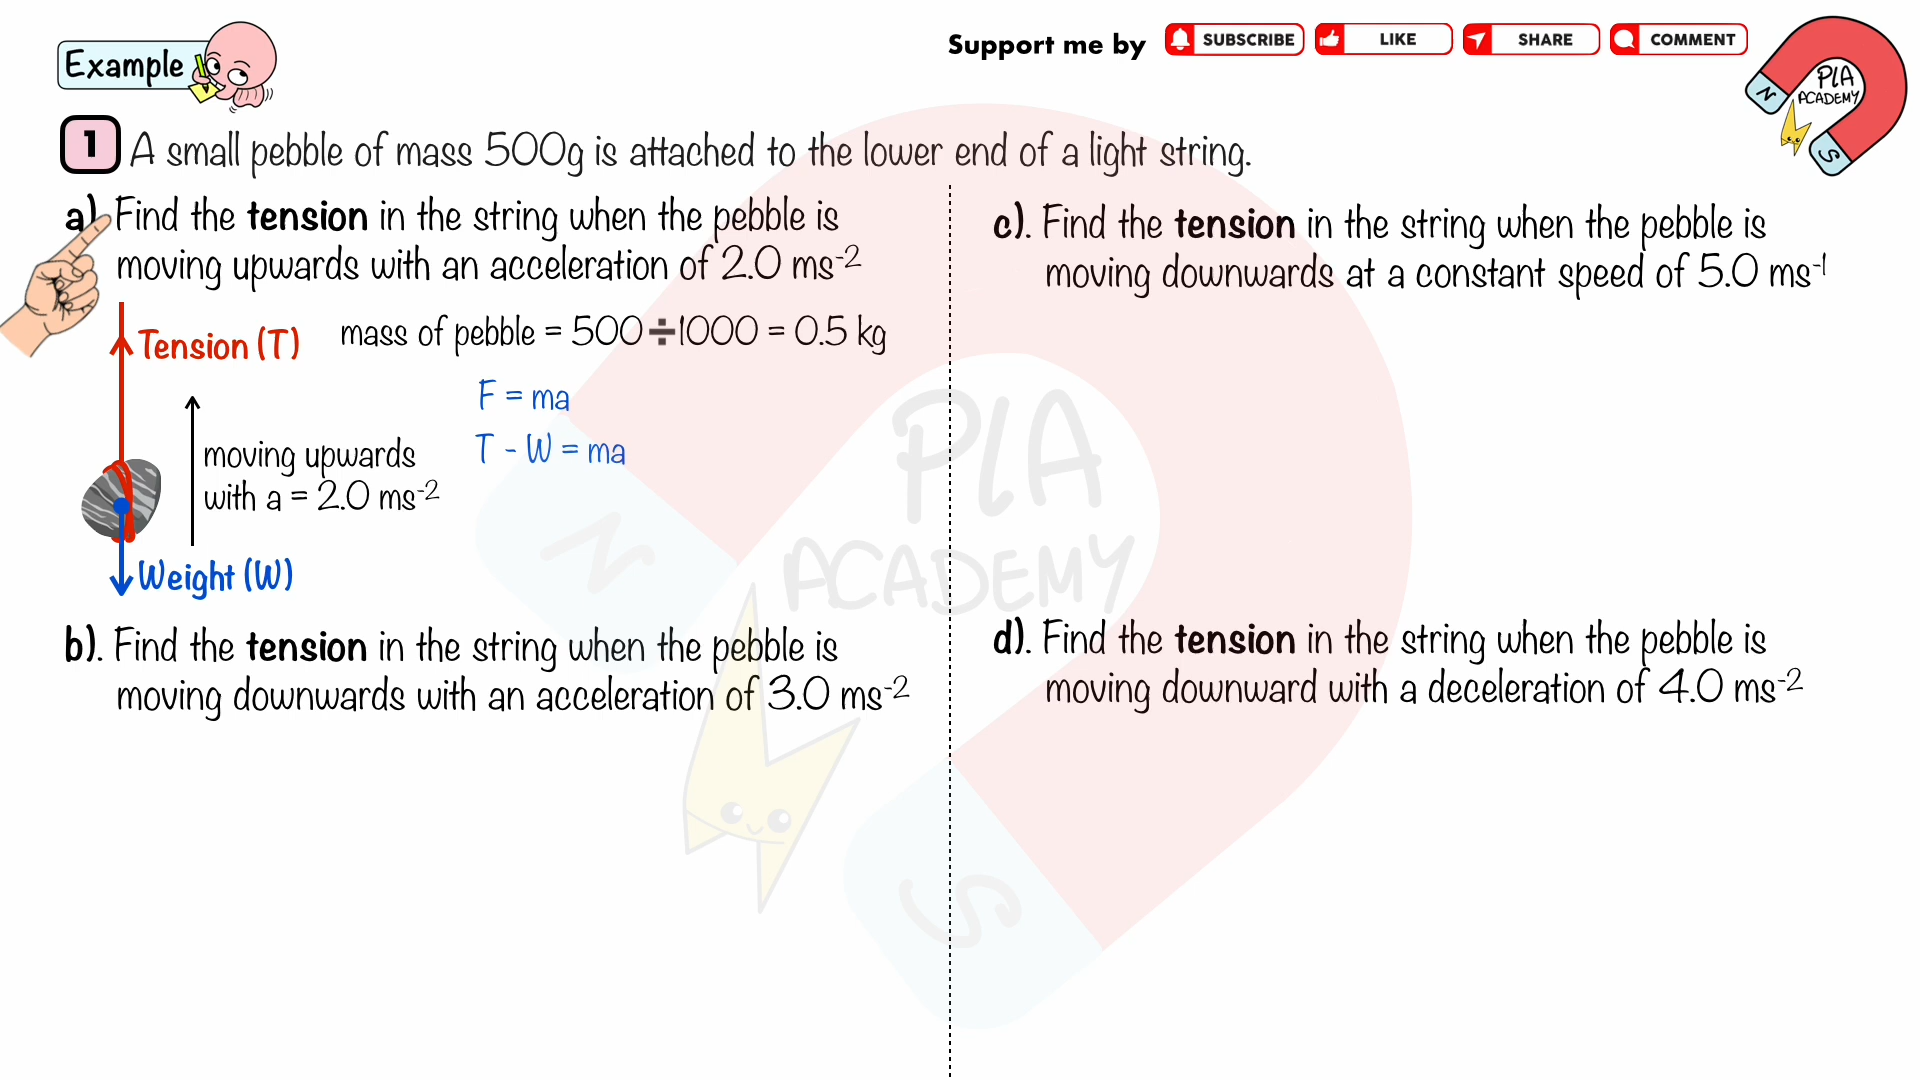 Example
Support me by
SUBSCRIBE
LIKE
SHARE
COMMENT
PLA
ACADEMY
N
S
1 A small pebble of mass 500g is attached to the lower end of a light string.
a). Find the tension in the string when the pebble is
moving upwards with an acceleration of 2.0 ms⁻²
Tension (T)
mass of pebble = 500÷1000 = 0.5 kg
F = ma
T - W = ma
moving upwards
with a = 2.0 ms⁻²
Weight (W)
b). Find the tension in the string when the pebble is
moving downwards with an acceleration of 3.0 ms⁻²
c). Find the tension in the string when the pebble is
moving downwards at a constant speed of 5.0 ms⁻¹
d). Find the tension in the string when the pebble is
moving downward with a deceleration of 4.0 ms⁻²
PLA
ACADEMY
N
S